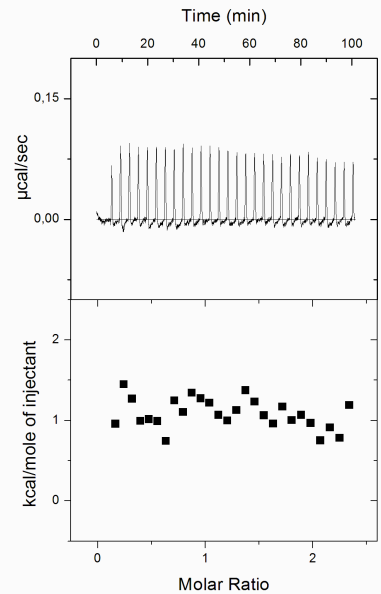 Time (min)
0 20 40 60 80 100
0,15
0,00
µcal/sec
2
1
0
kcal/mole of injectant
0 1 2
Molar Ratio